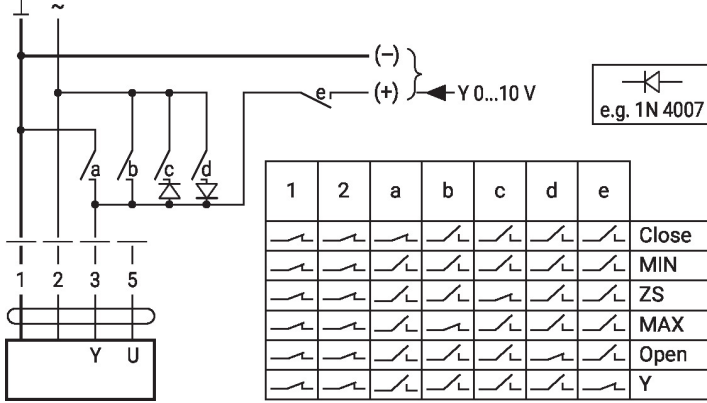 ~
(–)
e
(+)
Y 0...10 V
e.g. 1N 4007
a b c d
1 2 a b c d e
Close
MIN
ZS
MAX
Open
Y
1 2 3 5
Y U